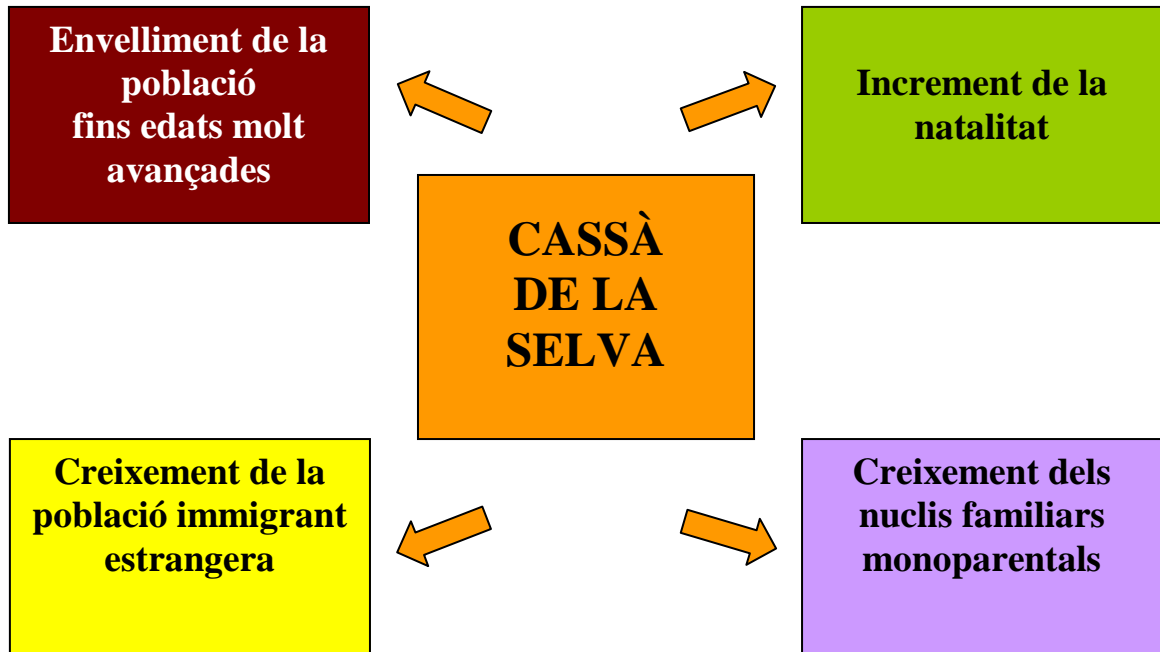 Envelliment de la
població
fins edats molt
avançades
Increment de la
natalitat
CASSÀ
DE LA
SELVA
Creixement de la
població immigrant
estrangera
Creixement dels
nuclis familiars
monoparentals